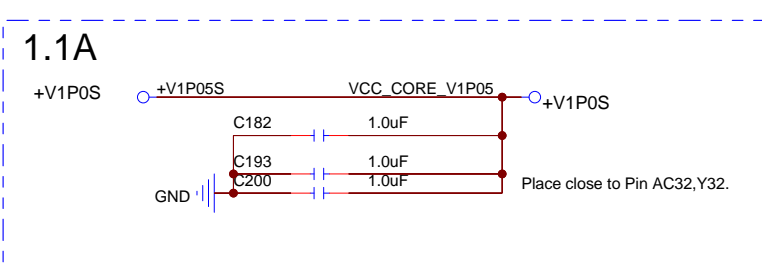 1.1A
+V1P0S +V1P05S VCC_CORE_V1P05 +V1P0S
C182 1.0uF
C193 1.0uF
C200 1.0uF
Place close to Pin AC32,Y32.
GND